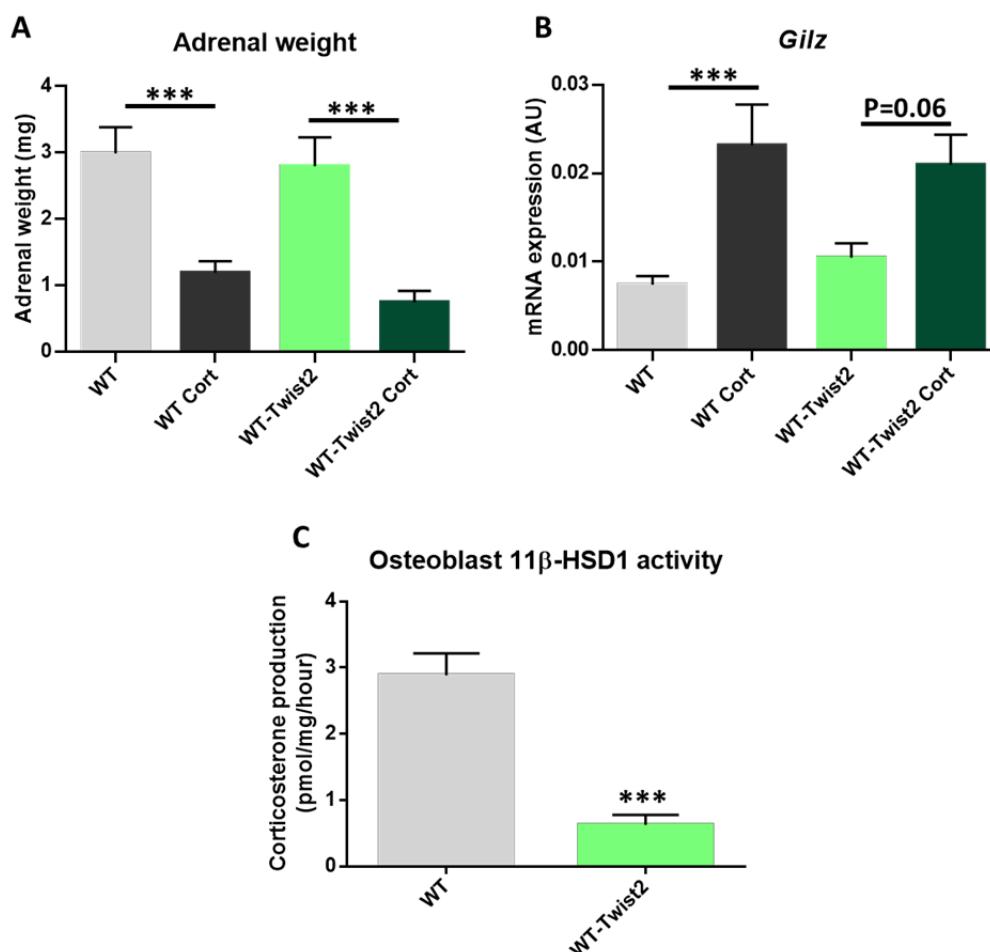 A
Adrenal weight
Adrenal weight (mg)
4
3
2
1
0
***
***
WT
WT Cort
WT-Twist2
WT-Twist2 Cort
B
Gilz
mRNA expression (AU)
0.03
0.02
0.01
0.00
***
P=0.06
WT
WT Cort
WT-Twist2
WT-Twist2 Cort
C
Osteoblast 11β-HSD1 activity
Corticosterone production
(pmol/mg/hour)
4
3
2
1
0
***
WT
WT-Twist2